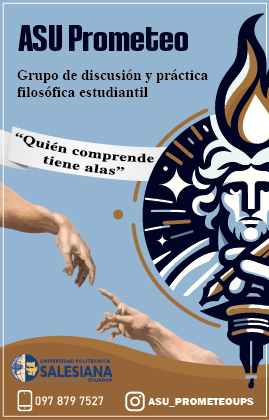 ASU Prometeo
Grupo de discusión y práctica
filosófica estudiantil
“Quién comprende
tiene alas”
UNIVERSIDAD POLITÉCNICA
SALESIANA
ECUADOR
097 879 7527
ASU_PROMETEOUPS